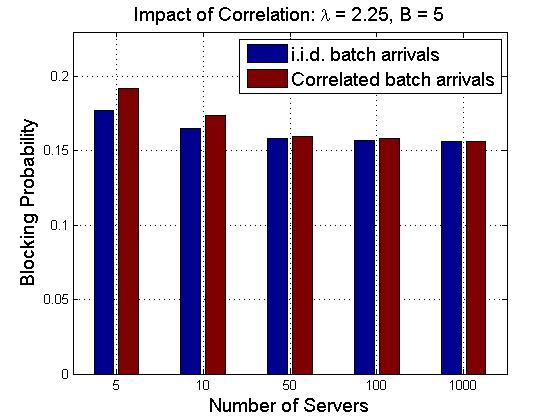 Impact of Correlation: λ = 2.25, B = 5
i.i.d. batch arrivals
Correlated batch arrivals
Blocking Probability
0.2
0.15
0.1
0.05
0
5 10 50 100 1000
Number of Servers